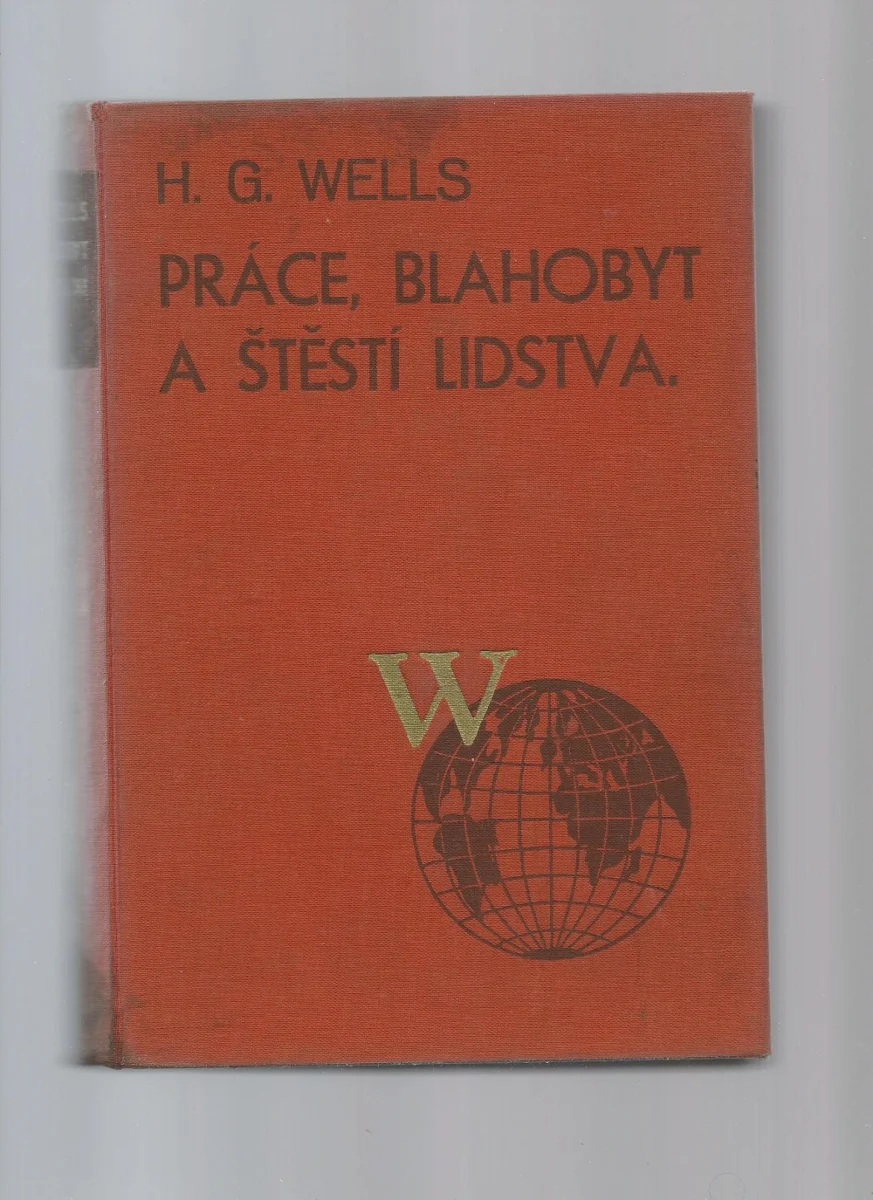 H. G. WELLS
PRÁCE, BLAHOBYT
A ŠTĚSTÍ LIDSTVA.
W